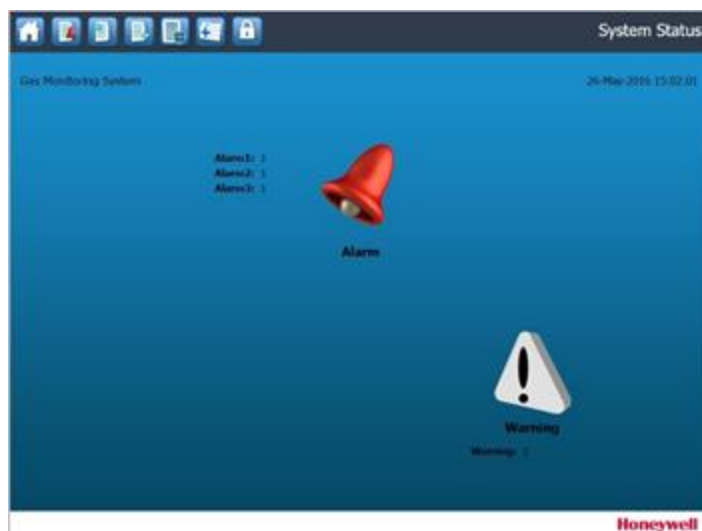 System Status
Gas Monitoring System
26-May-2016 15:02:01
Alarm1: 1
Alarm2: 1
Alarm3: 1
Alarm
Warning
Warning:
Honeywell